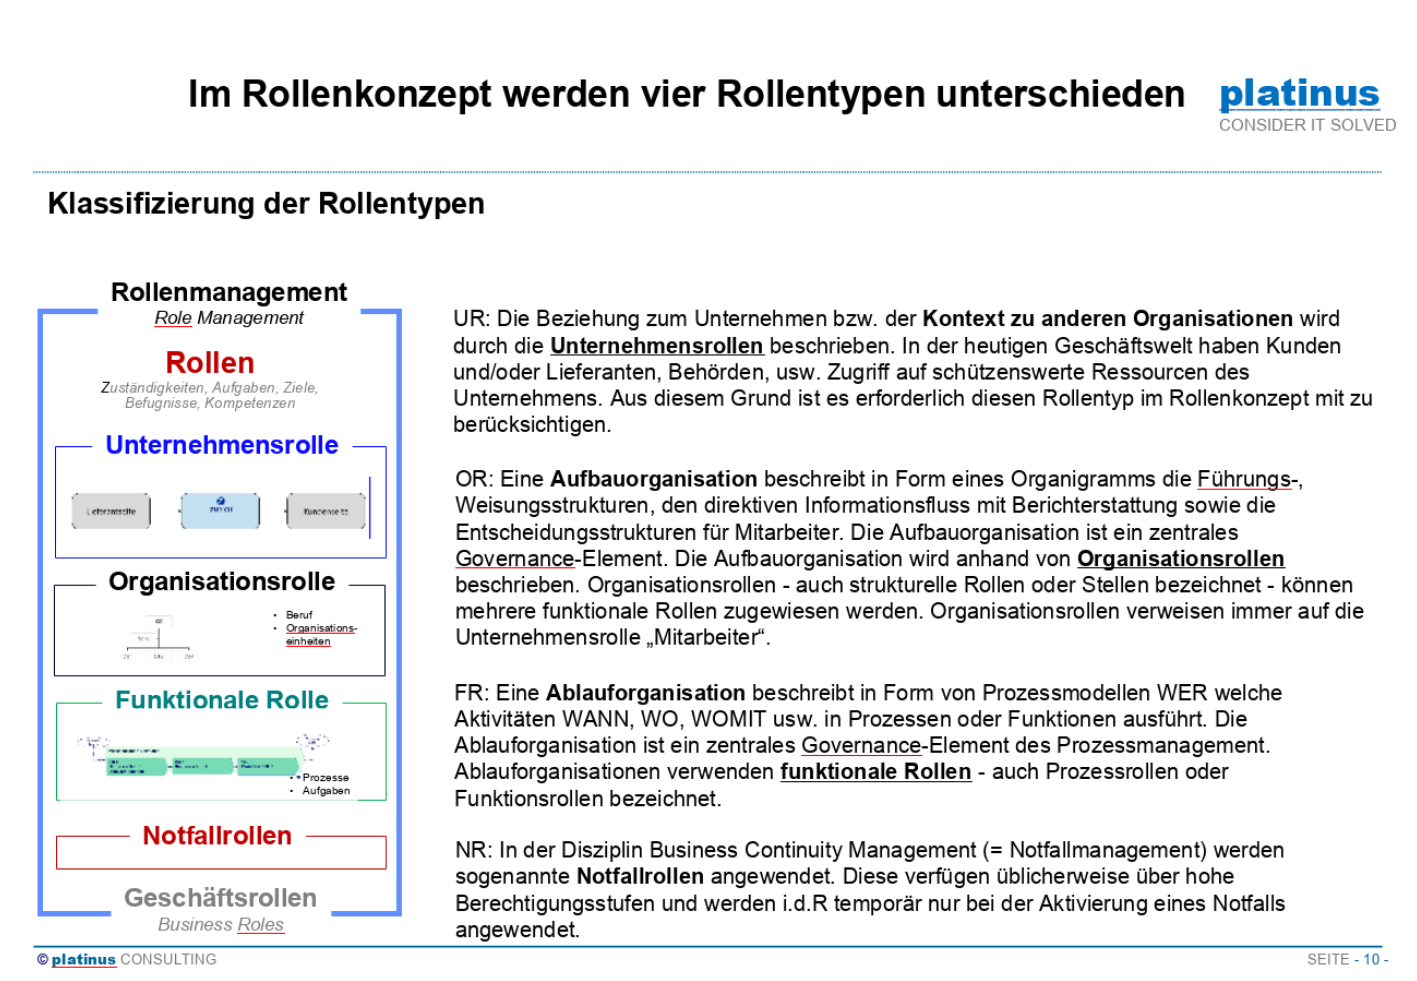 Im Rollenkonzept werden vier Rollentypen unterschieden
platinus
CONSIDER IT SOLVED
Klassifizierung der Rollentypen
Rollenmanagement
Role Management
Rollen
Zuständigkeiten, Aufgaben, Ziele,
Befugnisse, Kompetenzen
Unternehmensrolle
Organisationsrolle
• Beruf
• Organisations-
einheiten
Funktionale Rolle
• Prozesse
• Aufgaben
Notfallrollen
Geschäftsrollen
Business Roles
UR: Die Beziehung zum Unternehmen bzw. der Kontext zu anderen Organisationen wird
durch die Unternehmensrollen beschrieben. In der heutigen Geschäftswelt haben Kunden
und/oder Lieferanten, Behörden, usw. Zugriff auf schützenswerte Ressourcen des
Unternehmens. Aus diesem Grund ist es erforderlich diesen Rollentyp im Rollenkonzept mit zu
berücksichtigen.
OR: Eine Aufbauorganisation beschreibt in Form eines Organigramms die Führungs-,
Weisungsstrukturen, den direktiven Informationsfluss mit Berichterstattung sowie die
Entscheidungsstrukturen für Mitarbeiter. Die Aufbauorganisation ist ein zentrales
Governance-Element. Die Aufbauorganisation wird anhand von Organisationsrollen
beschrieben. Organisationsrollen - auch strukturelle Rollen oder Stellen bezeichnet - können
mehrere funktionale Rollen zugewiesen werden. Organisationsrollen verweisen immer auf die
Unternehmensrolle „Mitarbeiter“.
FR: Eine Ablauforganisation beschreibt in Form von Prozessmodellen WER welche
Aktivitäten WANN, WO, WOMIT usw. in Prozessen oder Funktionen ausführt. Die
Ablauforganisation ist ein zentrales Governance-Element des Prozessmanagement.
Ablauforganisationen verwenden funktionale Rollen - auch Prozessrollen oder
Funktionsrollen bezeichnet.
NR: In der Disziplin Business Continuity Management (= Notfallmanagement) werden
sogenannte Notfallrollen angewendet. Diese verfügen üblicherweise über hohe
Berechtigungsstufen und werden i.d.R temporär nur bei der Aktivierung eines Notfalls
angewendet.
© platinus CONSULTING
SEITE - 10 -